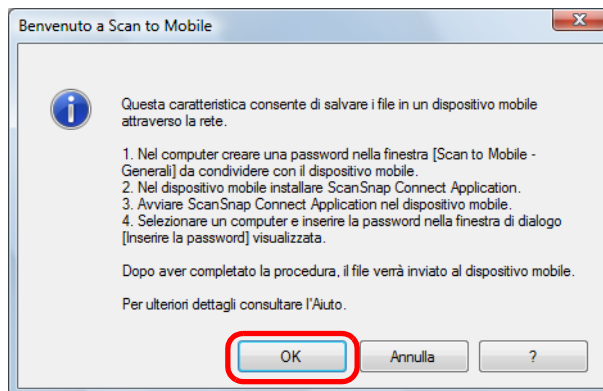 Benvenuto a Scan to Mobile
Questa caratteristica consente di salvare i file in un dispositivo mobile
attraverso la rete.
1. Nel computer creare una password nella finestra [Scan to Mobile -
Generali] da condividere con il dispositivo mobile.
2. Nel dispositivo mobile installare ScanSnap Connect Application.
3. Avviare ScanSnap Connect Application nel dispositivo mobile.
4. Selezionare un computer e inserire la password nella finestra di dialogo
[Inserire la password] visualizzata.
Dopo aver completato la procedura, il file verrà inviato al dispositivo mobile.
Per ulteriori dettagli consultare l'Aiuto.
OK Annulla ?